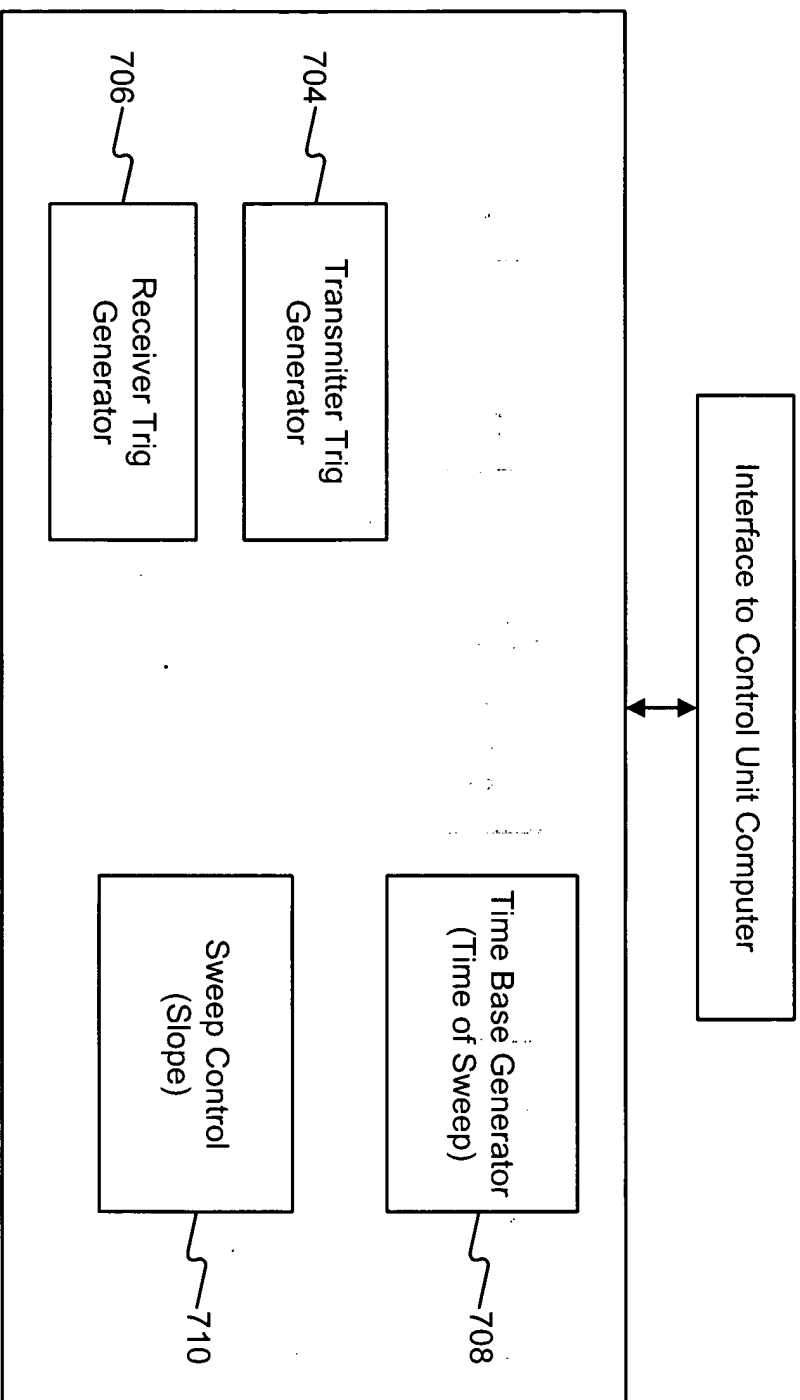 Interface to Control Unit Computer
704
Transmitter Trig
Generator
Time Base Generator
(Time of Sweep)
708
706
Receiver Trig
Generator
Sweep Control
(Slope)
710